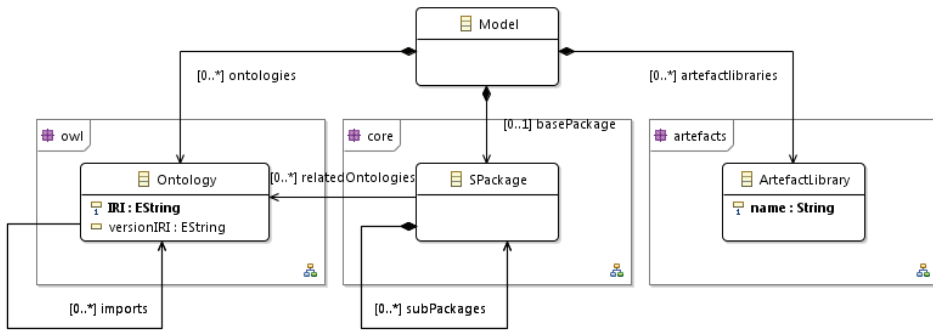 Model
[0..*] ontologies
[0..*] artefactlibraries
[0..1] basePackage
owl
core
artefacts
Ontology
[0..*] relatedOntologies
SPackage
ArtefactLibrary
IRI : EString
versionIRI : EString
name : String
[0..*] imports
[0..*] subPackages